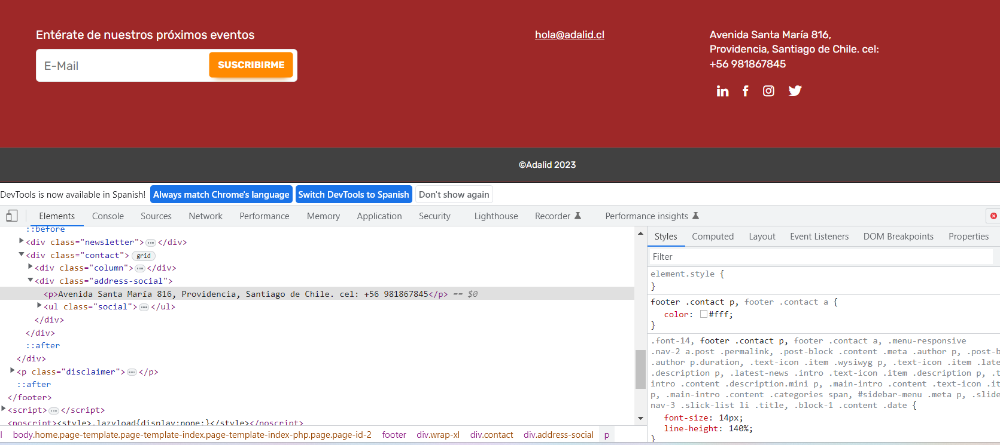 Entérate de nuestros próximos eventos
E-Mail
SUSCRIBIRME
hola@adalid.cl
Avenida Santa María 816,
Providencia, Santiago de Chile. cel:
+56 981867845
©Adalid 2023
DevTools is now available in Spanish!
Always match Chrome's language
Switch DevTools to Spanish
Don't show again
Elements Console Sources Network Performance Memory Application Security Lighthouse Recorder Performance insights
::before
<div class="newsletter">…</div>
<div class="contact"> grid
<div class="column">…</div>
<div class="address-social">
<p>Avenida Santa María 816, Providencia, Santiago de Chile. cel: +56 981867845</p> == $0
<ul class="social">…</ul>
</div>
</div>
::after
</div>
<p class="disclaimer">…</p>
::after
</footer>
<script>…</script>
<noscript><style>.lazyload{display:none;}</style></noscript>
body.home.page-template.page-template-index.page-template-index-php.page.page-id-2 footer div.wrap-xl div.contact div.address-social p
Styles Computed Layout Event Listeners DOM Breakpoints Properties
Filter
element.style {
}
footer .contact p, footer .contact a {
color: #fff;
}
.font-14, footer .contact p, footer .contact a, .menu-responsive
.nav-2 a.post .permalink, .post-block .content .meta .author p, .post-b
.author p.duration, .text-icon .item .wysiwyg p, .text-icon .item .late
.description p, .latest-news .intro .text-icon .item .description p, .t
intro .content .description.mini p, .main-intro .content .text-icon .it
p, .main-intro .content .categories span, #sidebar-menu .meta p, .slide
nav-3 .slick-list li .title, .block-1 .content .date {
font-size: 14px;
line-height: 140%;
}